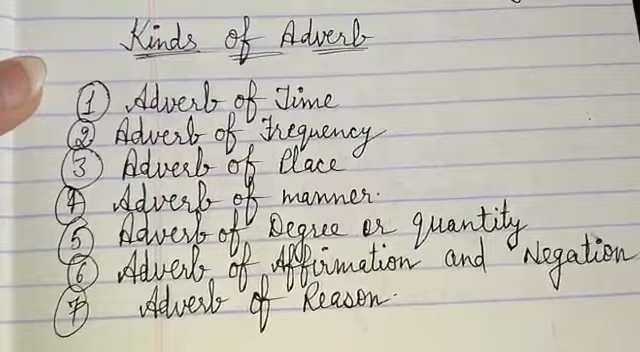 Kinds of Adverb
1 Adverb of Time
2 Adverb of Frequency
3 Adverb of Place
4 Adverb of manner.
5 Adverb of Degree or quantity
6 Adverb of Affirmation and Negation
7 Adverb of Reason.